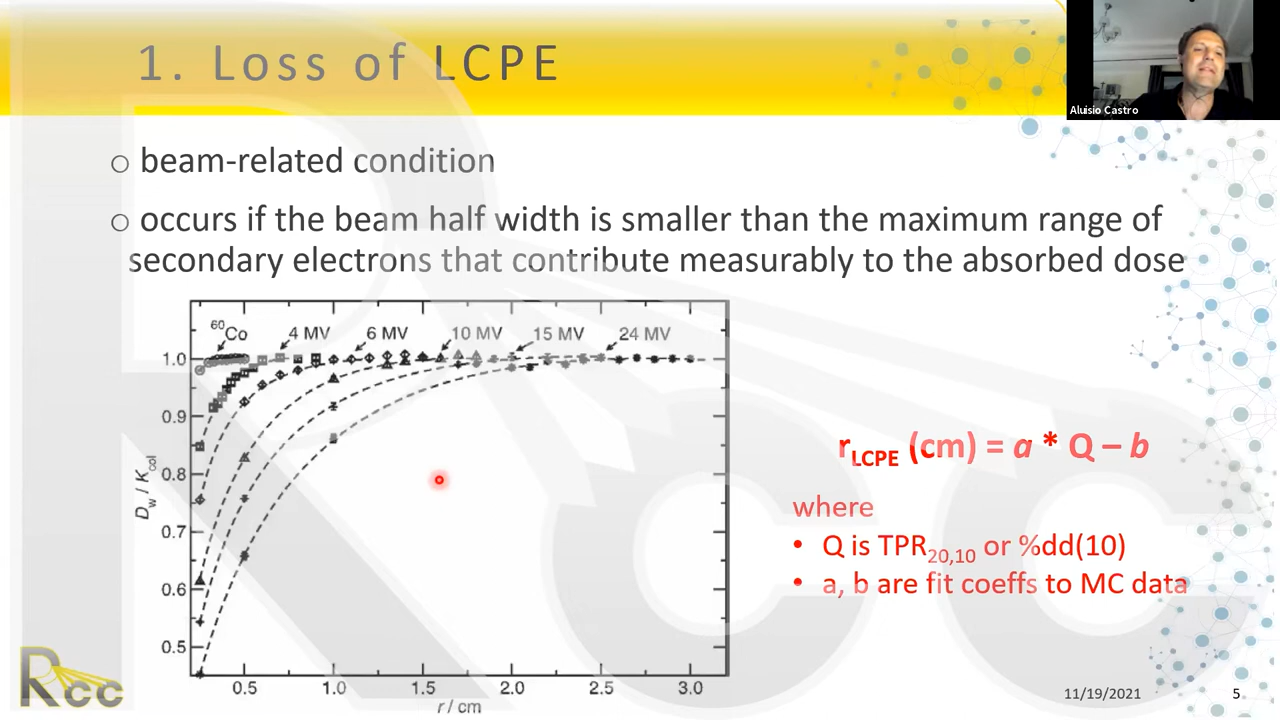 1. Loss of LCPE
Aluisio Castro
○ beam-related condition
○ occurs if the beam half width is smaller than the maximum range of
secondary electrons that contribute measurably to the absorbed dose
60Co 4 MV 6 MV 10 MV 15 MV 24 MV
1.0
0.9
0.8
0.7
0.6
0.5
Dw / Kcol
0.5 1.0 1.5 2.0 2.5 3.0
r / cm
rLCPE (cm) = a * Q – b
where
• Q is TPR20,10 or %dd(10)
• a, b are fit coeffs to MC data
Rcc
11/19/2021 5